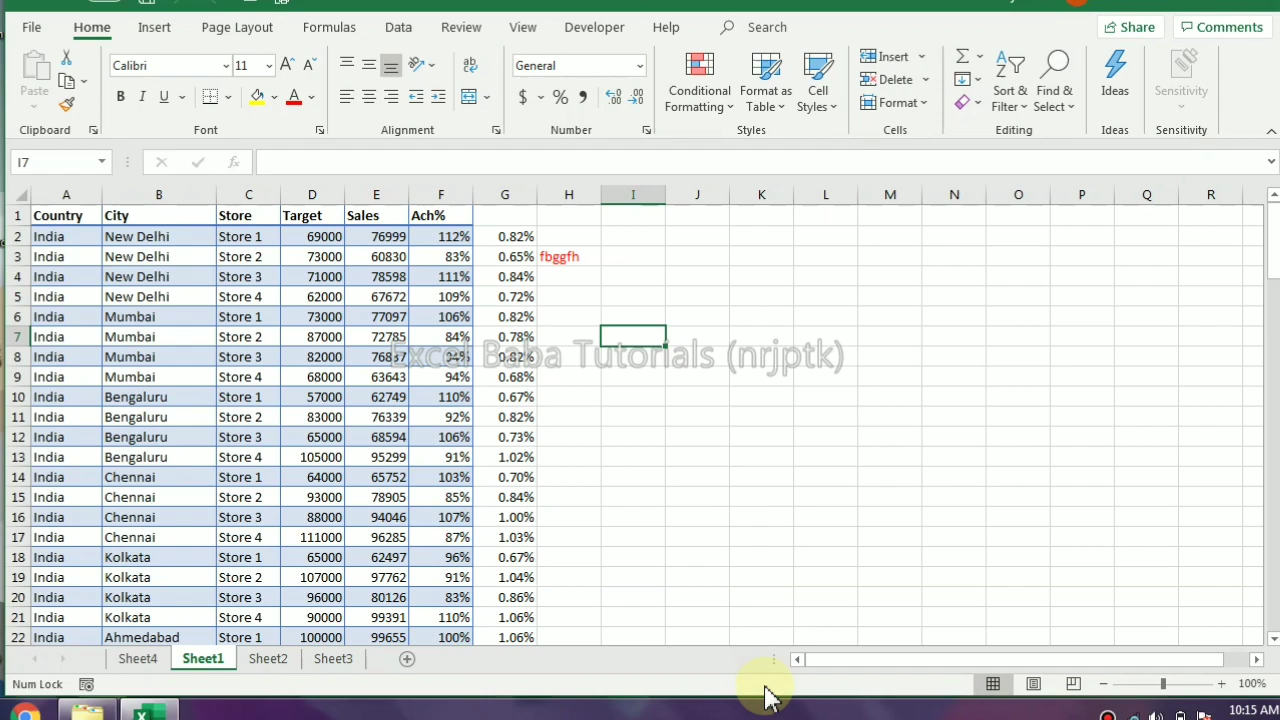 File Home Insert Page Layout Formulas Data Review View Developer Help Search Share Comments
Paste Calibri 11 General Conditional Formatting Format as Table Cell Styles Insert Delete Format Sort & Filter Find & Select Ideas Sensitivity
Clipboard Font Alignment Number Styles Cells Editing Ideas Sensitivity
I7
A B C D E F G H I J K L M N O P Q R
1 Country City Store Target Sales Ach%
2 India New Delhi Store 1 69000 76999 112% 0.82%
3 India New Delhi Store 2 73000 60830 83% 0.65% fbggfh
4 India New Delhi Store 3 71000 78598 111% 0.84%
5 India New Delhi Store 4 62000 67672 109% 0.72%
6 India Mumbai Store 1 73000 77097 106% 0.82%
7 India Mumbai Store 2 87000 72785 84% 0.78%
8 India Mumbai Store 3 82000 76837 94% 0.82%
Excel Baba Tutorials (nrjptk)
9 India Mumbai Store 4 68000 63643 94% 0.68%
10 India Bengaluru Store 1 57000 62749 110% 0.67%
11 India Bengaluru Store 2 83000 76339 92% 0.82%
12 India Bengaluru Store 3 65000 68594 106% 0.73%
13 India Bengaluru Store 4 105000 95299 91% 1.02%
14 India Chennai Store 1 64000 65752 103% 0.70%
15 India Chennai Store 2 93000 78905 85% 0.84%
16 India Chennai Store 3 88000 94046 107% 1.00%
17 India Chennai Store 4 111000 96285 87% 1.03%
18 India Kolkata Store 1 65000 62497 96% 0.67%
19 India Kolkata Store 2 107000 97762 91% 1.04%
20 India Kolkata Store 3 96000 80126 83% 0.86%
21 India Kolkata Store 4 90000 99391 110% 1.06%
22 India Ahmedabad Store 1 100000 99655 100% 1.06%
Sheet4 Sheet1 Sheet2 Sheet3
Num Lock 100%
10:15 AM